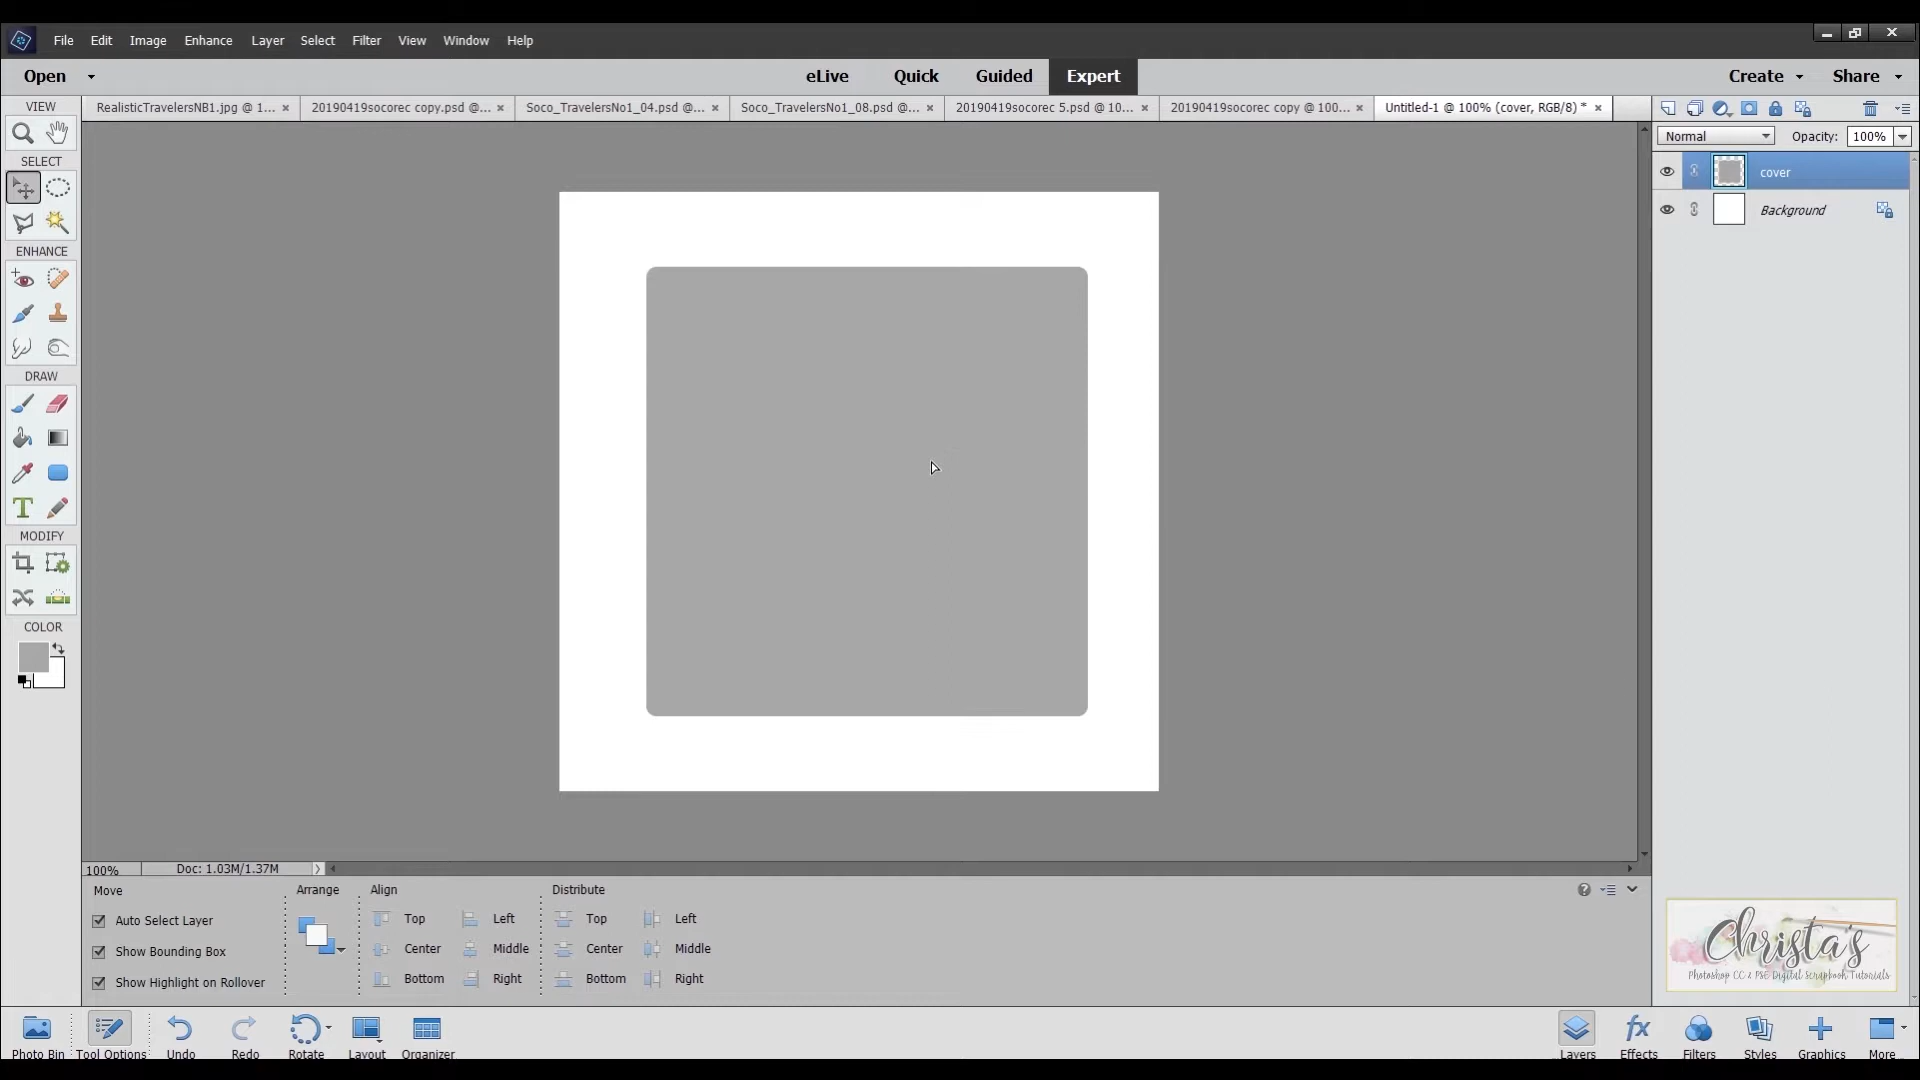 File Edit Image Enhance Layer Select Filter View Window Help
Open eLive Quick Guided Expert Create Share
VIEW RealisticTravelersNB1.jpg @ 1... 20190419socorec copy.psd @... Soco_TravelersNo1_04.psd @... Soco_TravelersNo1_08.psd @... 20190419socorec 5.psd @ 10... 20190419socorec copy @ 100... Untitled-1 @ 100% (cover, RGB/8) *
Normal Opacity: 100%
SELECT
cover
Background
ENHANCE
DRAW
MODIFY
COLOR
100% Doc: 1.03M/1.37M
Move Arrange Align Distribute
Auto Select Layer Top Left Top Left
Show Bounding Box Center Middle Center Middle
Show Highlight on Rollover Bottom Right Bottom Right
Christa's
Photoshop CC & PSE Digital Scrapbook Tutorials
Photo Bin Tool Options Undo Redo Rotate Layout Organizer Layers Effects Filters Styles Graphics More